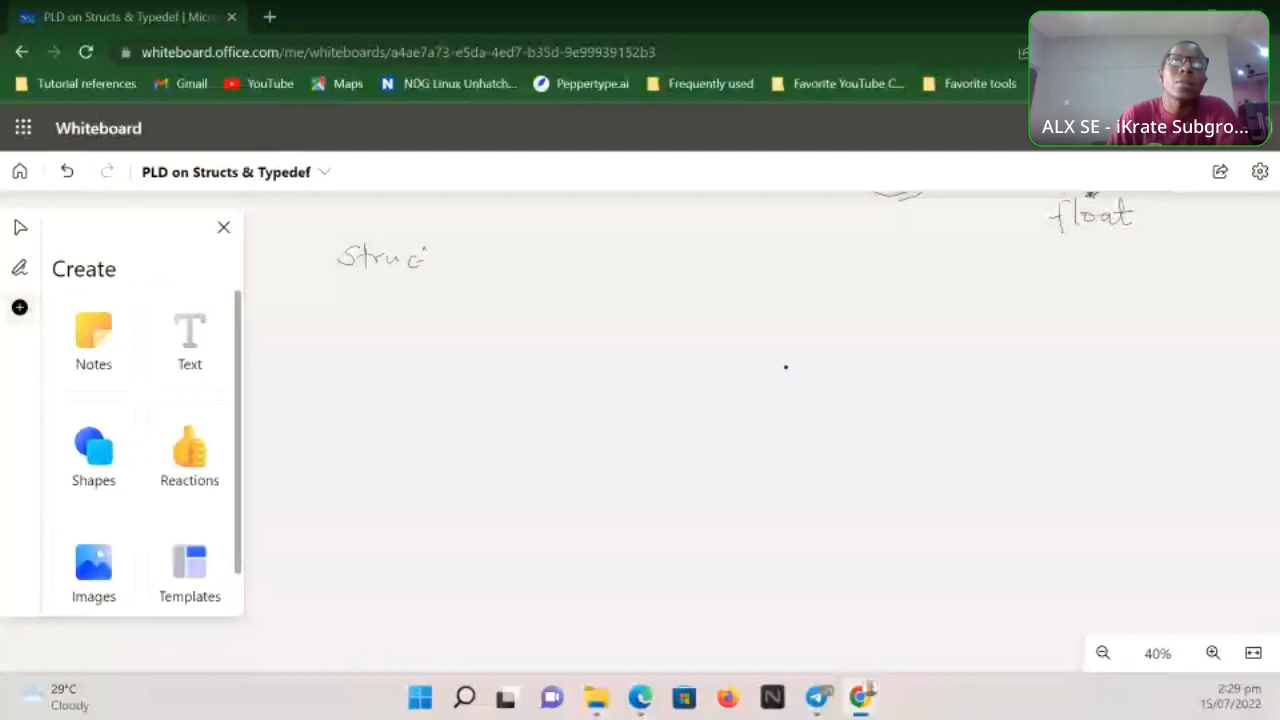 PLD on Structs & Typedef | Micr
whiteboard.office.com/me/whiteboards/a4ae7a73-e5da-4ed7-b35d-9e99939152b3
Tutorial references Gmail YouTube Maps NDG Linux Unhatch... Peppertype.ai Frequently used Favorite YouTube C... Favorite tools
ALX SE - iKrate Subgro...
Whiteboard
PLD on Structs & Typedef
float
Struc
Create
Notes Text
Shapes Reactions
Images Templates
40%
29°C
Cloudy
2:29 pm
15/07/2022